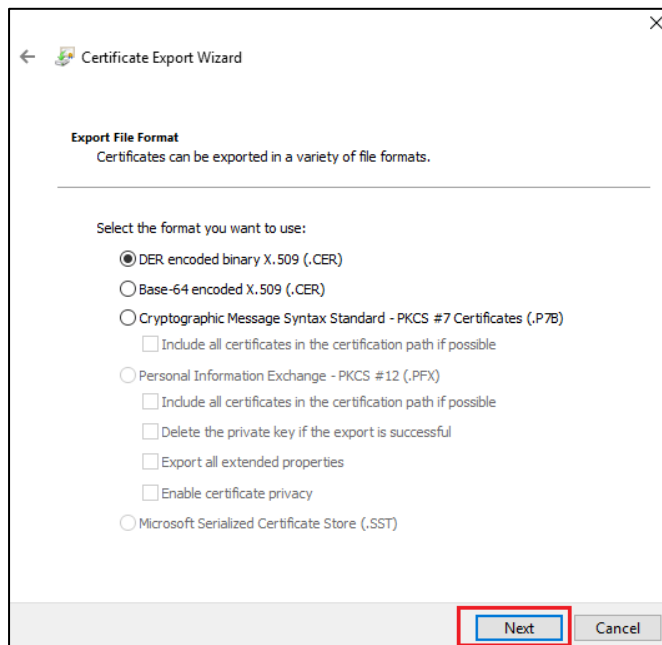 Certificate Export Wizard
Export File Format
Certificates can be exported in a variety of file formats.
Select the format you want to use:
DER encoded binary X.509 (.CER)
Base-64 encoded X.509 (.CER)
Cryptographic Message Syntax Standard - PKCS #7 Certificates (.P7B)
Include all certificates in the certification path if possible
Personal Information Exchange - PKCS #12 (.PFX)
Include all certificates in the certification path if possible
Delete the private key if the export is successful
Export all extended properties
Enable certificate privacy
Microsoft Serialized Certificate Store (.SST)
Next Cancel